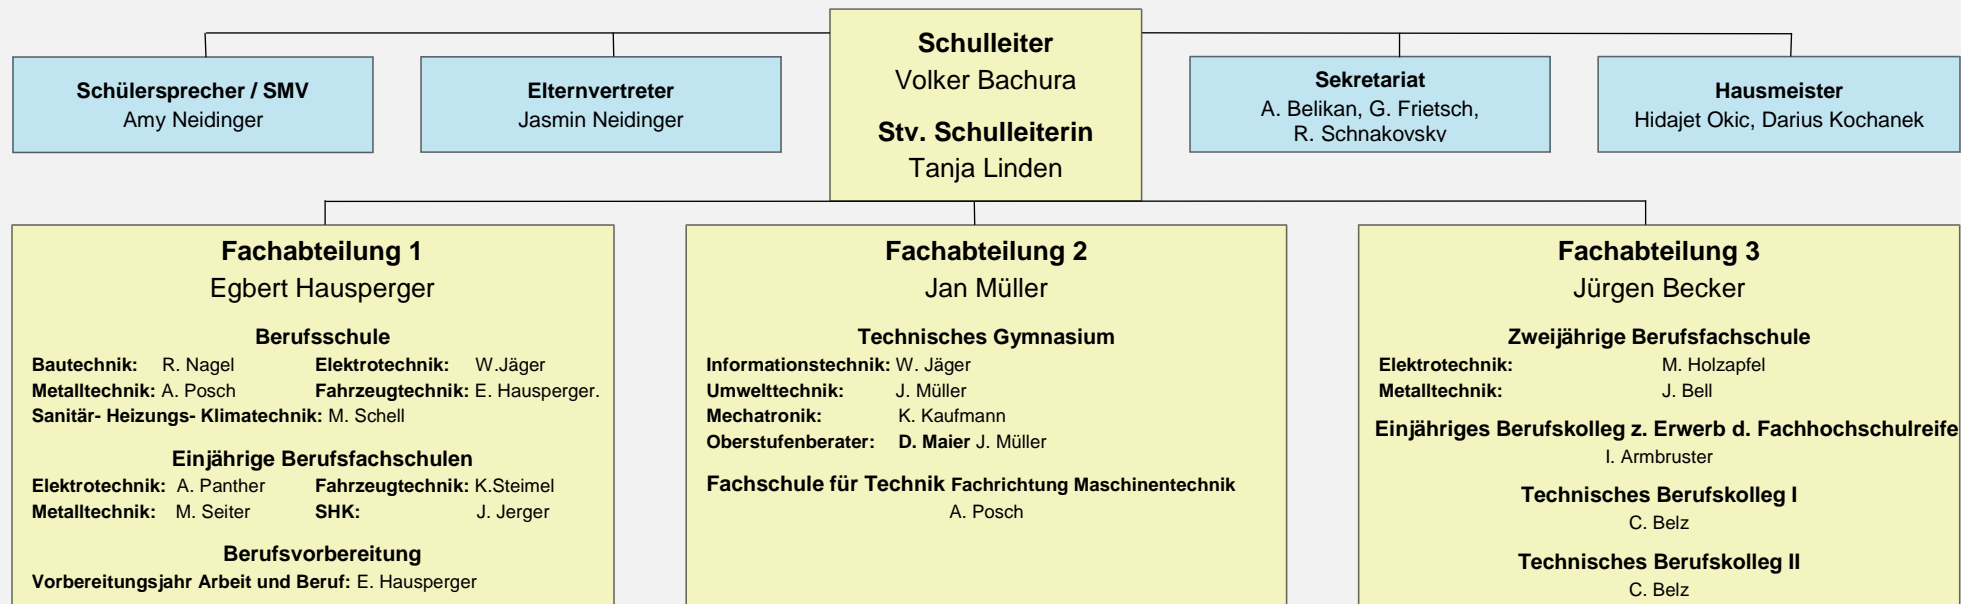 Schulleiter
Volker Bachura
Stv. Schulleiterin
Tanja Linden
Schülersprecher / SMV
Amy Neidinger
Elternvertreter
Jasmin Neidinger
Sekretariat
A. Belikan, G. Frietsch,
R. Schnakovsky
Hausmeister
Hidajet Okic, Darius Kochanek
Fachabteilung 1
Egbert Hausperger
Berufsschule
Bautechnik: R. Nagel Elektrotechnik: W.Jäger
Metalltechnik: A. Posch Fahrzeugtechnik: E. Hausperger.
Sanitär- Heizungs- Klimatechnik: M. Schell
Einjährige Berufsfachschulen
Elektrotechnik: A. Panther Fahrzeugtechnik: K.Steimel
Metalltechnik: M. Seiter SHK: J. Jerger
Berufsvorbereitung
Vorbereitungsjahr Arbeit und Beruf: E. Hausperger
Fachabteilung 2
Jan Müller
Technisches Gymnasium
Informationstechnik: W. Jäger
Umwelttechnik: J. Müller
Mechatronik: K. Kaufmann
Oberstufenberater: D. Maier J. Müller
Fachschule für Technik Fachrichtung Maschinentechnik
A. Posch
Fachabteilung 3
Jürgen Becker
Zweijährige Berufsfachschule
Elektrotechnik: M. Holzapfel
Metalltechnik: J. Bell
Einjähriges Berufskolleg z. Erwerb d. Fachhochschulreife
I. Armbruster
Technisches Berufskolleg I
C. Belz
Technisches Berufskolleg II
C. Belz